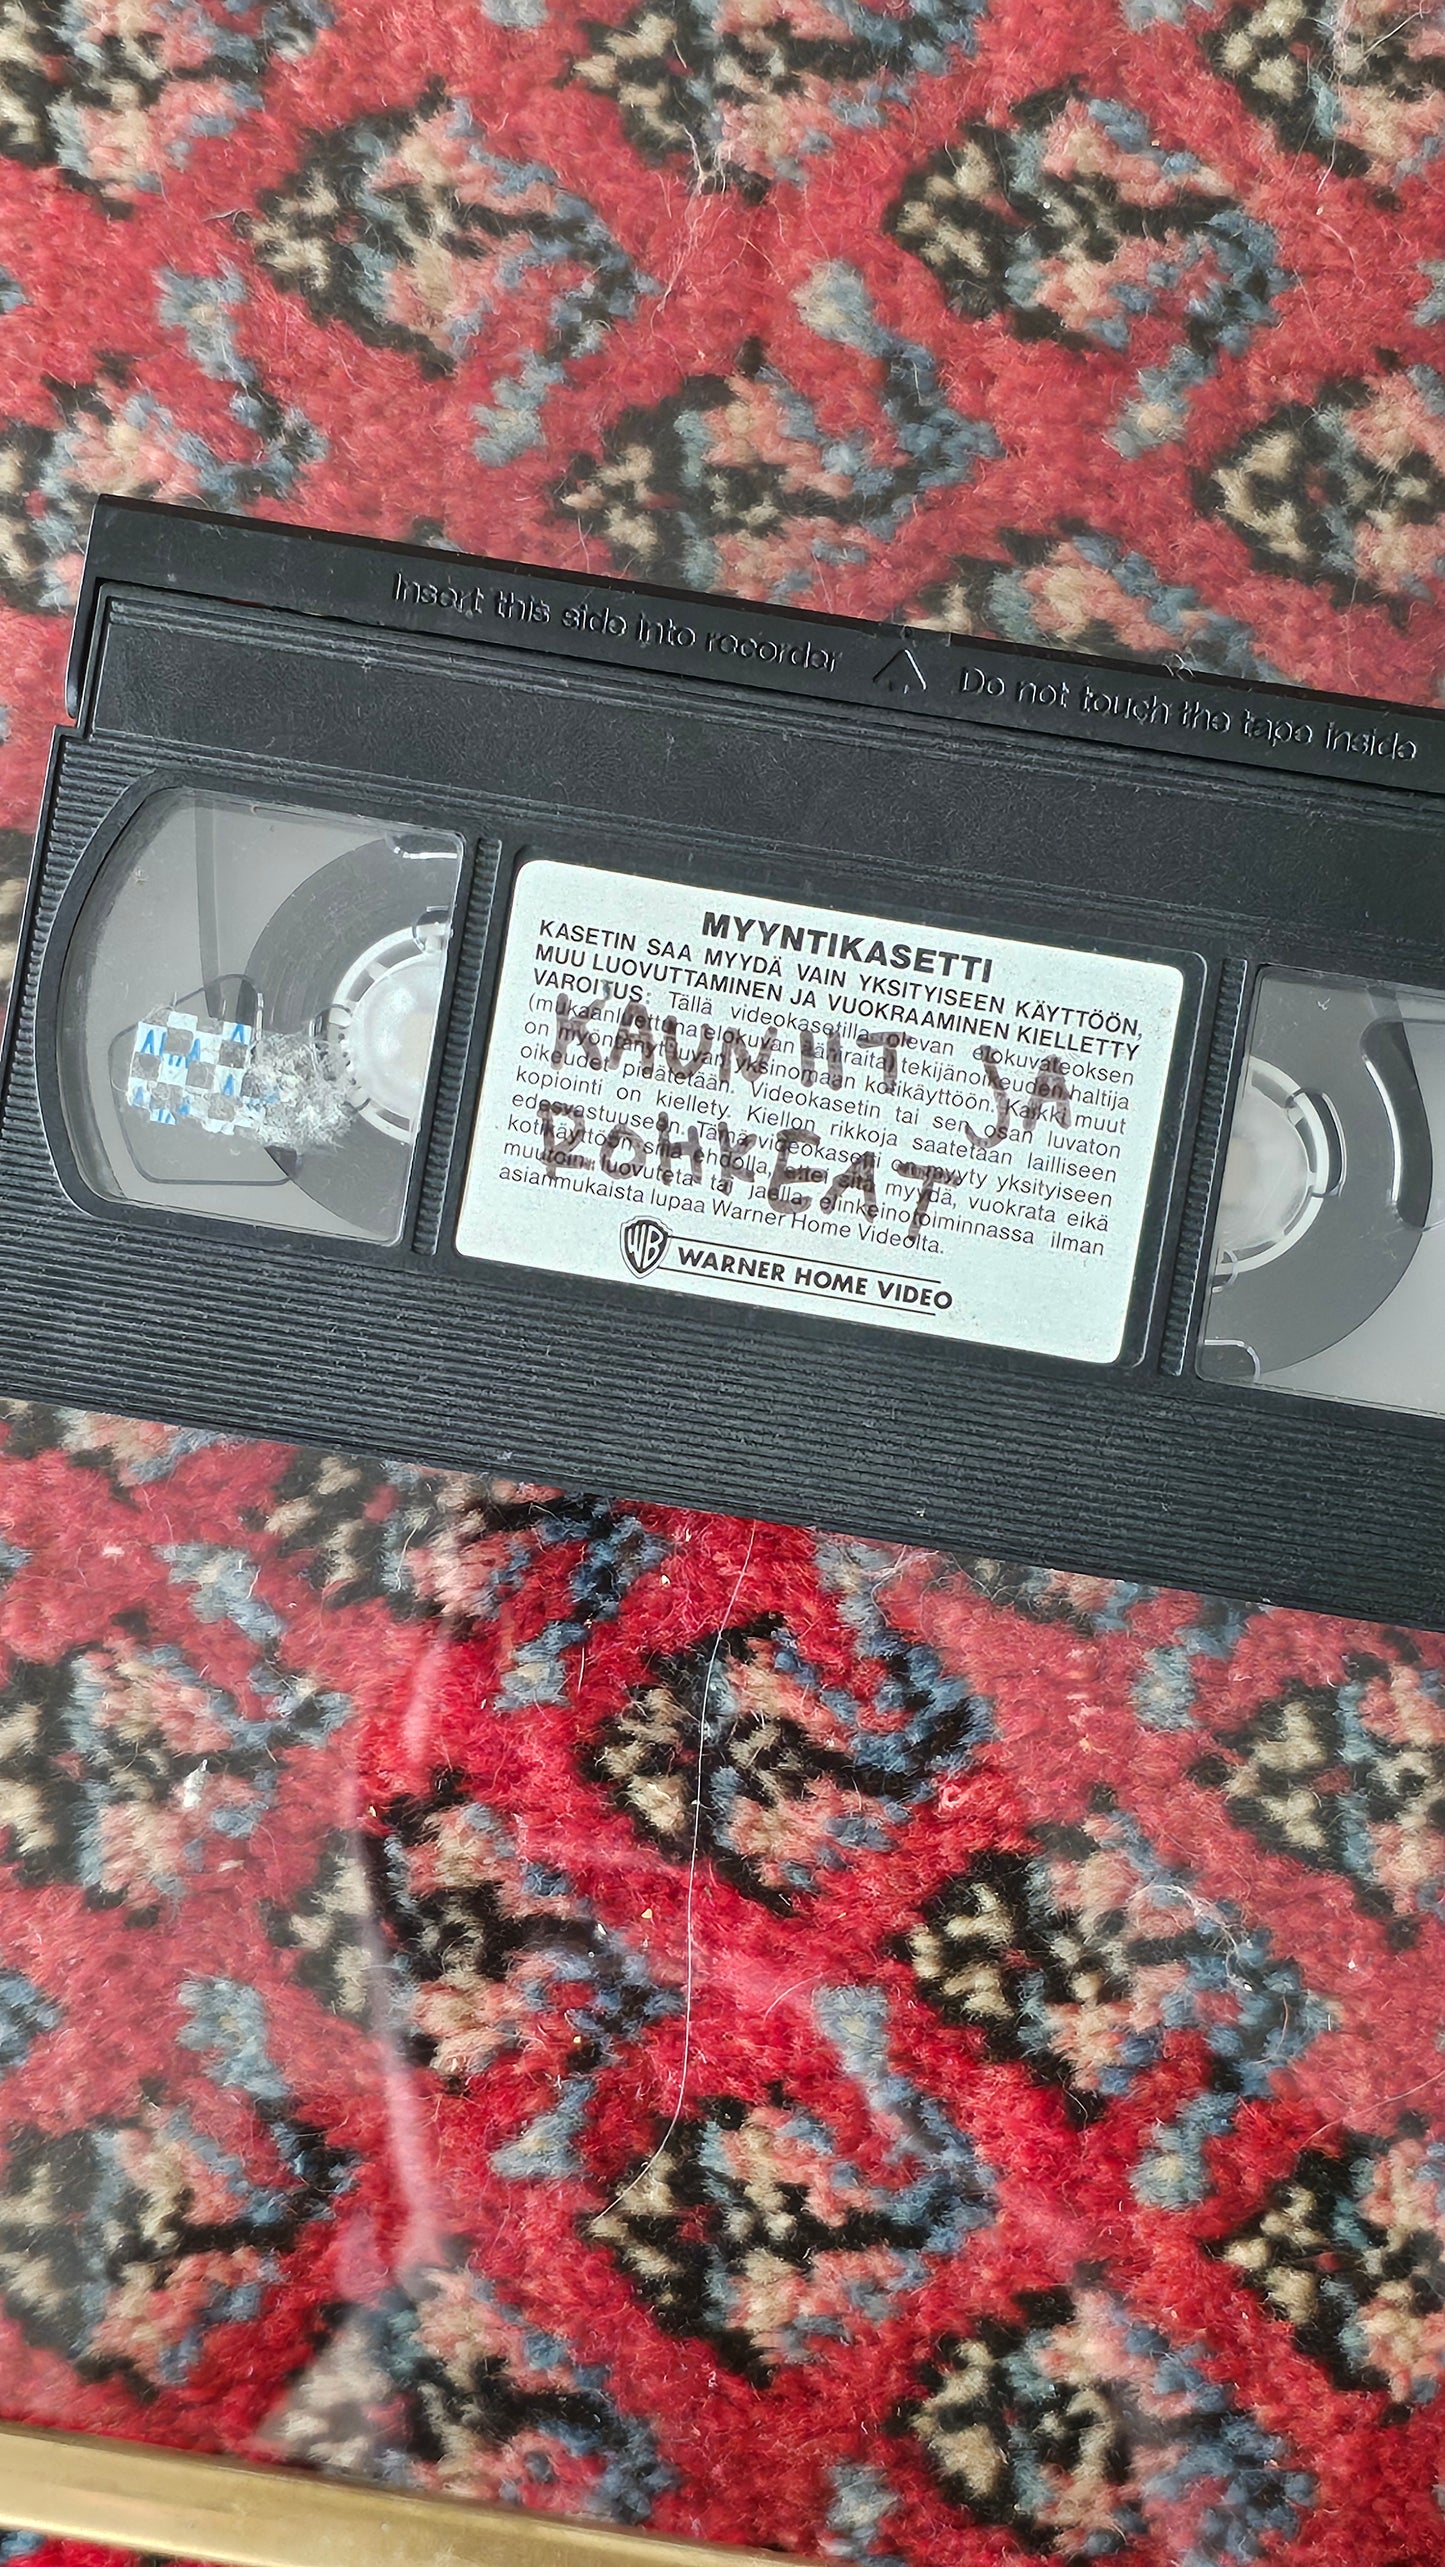 Insert this side into recorder △ Do not touch the tape inside
MYYNTIKASETTI
KASETIN SAA MYYDÄ VAIN YKSITYISEEN KÄYTTÖÖN,
MUU LUOVUTTAMINEN JA VUOKRAAMINEN KIELLETTY
VAROITUS: Tällä videokasetilla olevan elokuvateoksen
(mukaanluettuna elokuvan ääniraita) tekijänoikeuden haltija
on myöntänyt luvan yksinomaan kotikäyttöön. Kaikki muut
oikeudet pidätetään. Videokasetin tai sen osan luvaton
kopiointi on kielletty. Kiellon rikkoja saatetaan lailliseen
edesvastuuseen. Tämä videokasetti on myyty yksityiseen
kotikäyttöön sillä ehdolla, ettei sitä myydä, vuokrata eikä
muutoin luovuteta tai jaella elinkeinotoiminnassa ilman
asianmukaista lupaa Warner Home Videolta.
KAUNIIT JA
ROHKEAT
WB WARNER HOME VIDEO